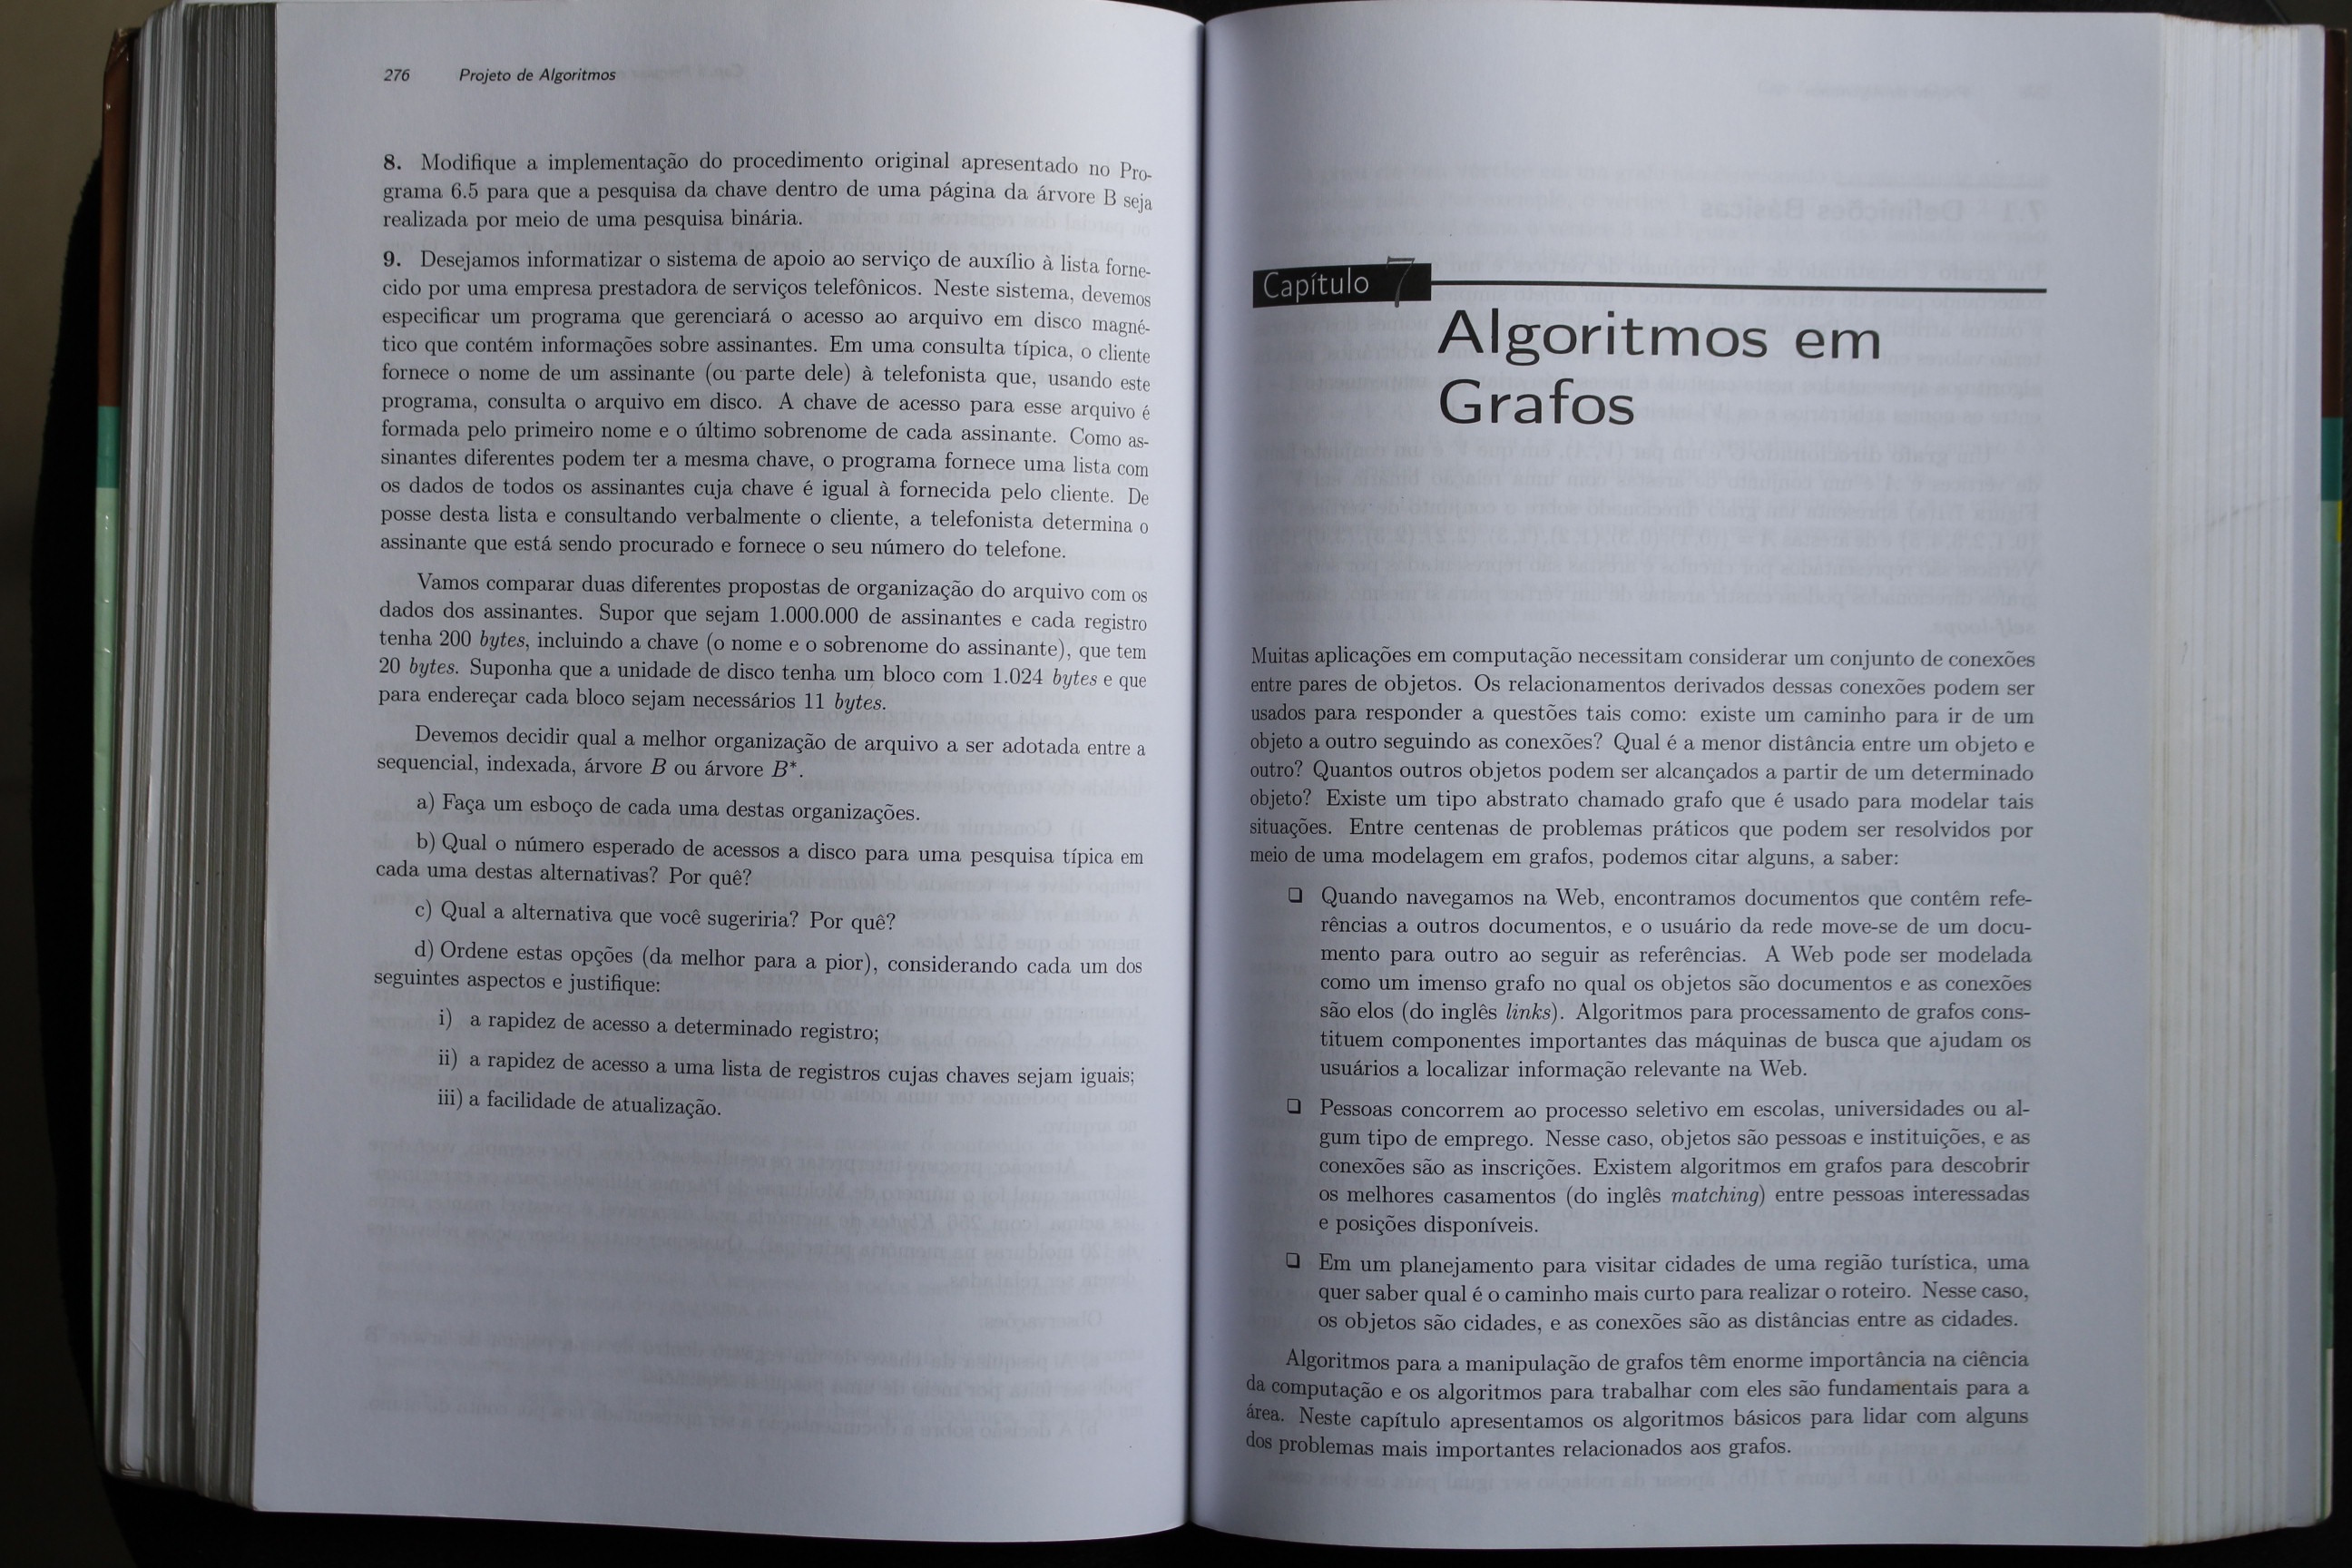 276 Projeto de Algoritmos
8. Modifique a implementação do procedimento original apresentado no Pro-
grama 6.5 para que a pesquisa da chave dentro de uma página da árvore B seja
realizada por meio de uma pesquisa binária.
9. Desejamos informatizar o sistema de apoio ao serviço de auxílio à lista forne-
cido por uma empresa prestadora de serviços telefônicos. Neste sistema, devemos
especificar um programa que gerenciará o acesso ao arquivo em disco magné-
tico que contém informações sobre assinantes. Em uma consulta típica, o cliente
fornece o nome de um assinante (ou parte dele) à telefonista que, usando este
programa, consulta o arquivo em disco. A chave de acesso para esse arquivo é
formada pelo primeiro nome e o último sobrenome de cada assinante. Como as-
sinantes diferentes podem ter a mesma chave, o programa fornece uma lista com
os dados de todos os assinantes cuja chave é igual à fornecida pelo cliente. De
posse desta lista e consultando verbalmente o cliente, a telefonista determina o
assinante que está sendo procurado e fornece o seu número do telefone.
Vamos comparar duas diferentes propostas de organização do arquivo com os
dados dos assinantes. Supor que sejam 1.000.000 de assinantes e cada registro
tenha 200 bytes, incluindo a chave (o nome e o sobrenome do assinante), que tem
20 bytes. Suponha que a unidade de disco tenha um bloco com 1.024 bytes e que
para endereçar cada bloco sejam necessários 11 bytes.
Devemos decidir qual a melhor organização de arquivo a ser adotada entre a
sequencial, indexada, árvore B ou árvore B*.
a) Faça um esboço de cada uma destas organizações.
b) Qual o número esperado de acessos a disco para uma pesquisa típica em
cada uma destas alternativas? Por quê?
c) Qual a alternativa que você sugeriria? Por quê?
d) Ordene estas opções (da melhor para a pior), considerando cada um dos
seguintes aspectos e justifique:
i) a rapidez de acesso a determinado registro;
ii) a rapidez de acesso a uma lista de registros cujas chaves sejam iguais;
iii) a facilidade de atualização.
Capítulo 7
Algoritmos em
Grafos
Muitas aplicações em computação necessitam considerar um conjunto de conexões
entre pares de objetos. Os relacionamentos derivados dessas conexões podem ser
usados para responder a questões tais como: existe um caminho para ir de um
objeto a outro seguindo as conexões? Qual é a menor distância entre um objeto e
outro? Quantos outros objetos podem ser alcançados a partir de um determinado
objeto? Existe um tipo abstrato chamado grafo que é usado para modelar tais
situações. Entre centenas de problemas práticos que podem ser resolvidos por
meio de uma modelagem em grafos, podemos citar alguns, a saber:
❑ Quando navegamos na Web, encontramos documentos que contêm refe-
rências a outros documentos, e o usuário da rede move-se de um docu-
mento para outro ao seguir as referências. A Web pode ser modelada
como um imenso grafo no qual os objetos são documentos e as conexões
são elos (do inglês links). Algoritmos para processamento de grafos cons-
tituem componentes importantes das máquinas de busca que ajudam os
usuários a localizar informação relevante na Web.
❑ Pessoas concorrem ao processo seletivo em escolas, universidades ou al-
gum tipo de emprego. Nesse caso, objetos são pessoas e instituições, e as
conexões são as inscrições. Existem algoritmos em grafos para descobrir
os melhores casamentos (do inglês matching) entre pessoas interessadas
e posições disponíveis.
❑ Em um planejamento para visitar cidades de uma região turística, uma
quer saber qual é o caminho mais curto para realizar o roteiro. Nesse caso,
os objetos são cidades, e as conexões são as distâncias entre as cidades.
Algoritmos para a manipulação de grafos têm enorme importância na ciência
da computação e os algoritmos para trabalhar com eles são fundamentais para a
área. Neste capítulo apresentamos os algoritmos básicos para lidar com alguns
dos problemas mais importantes relacionados aos grafos.